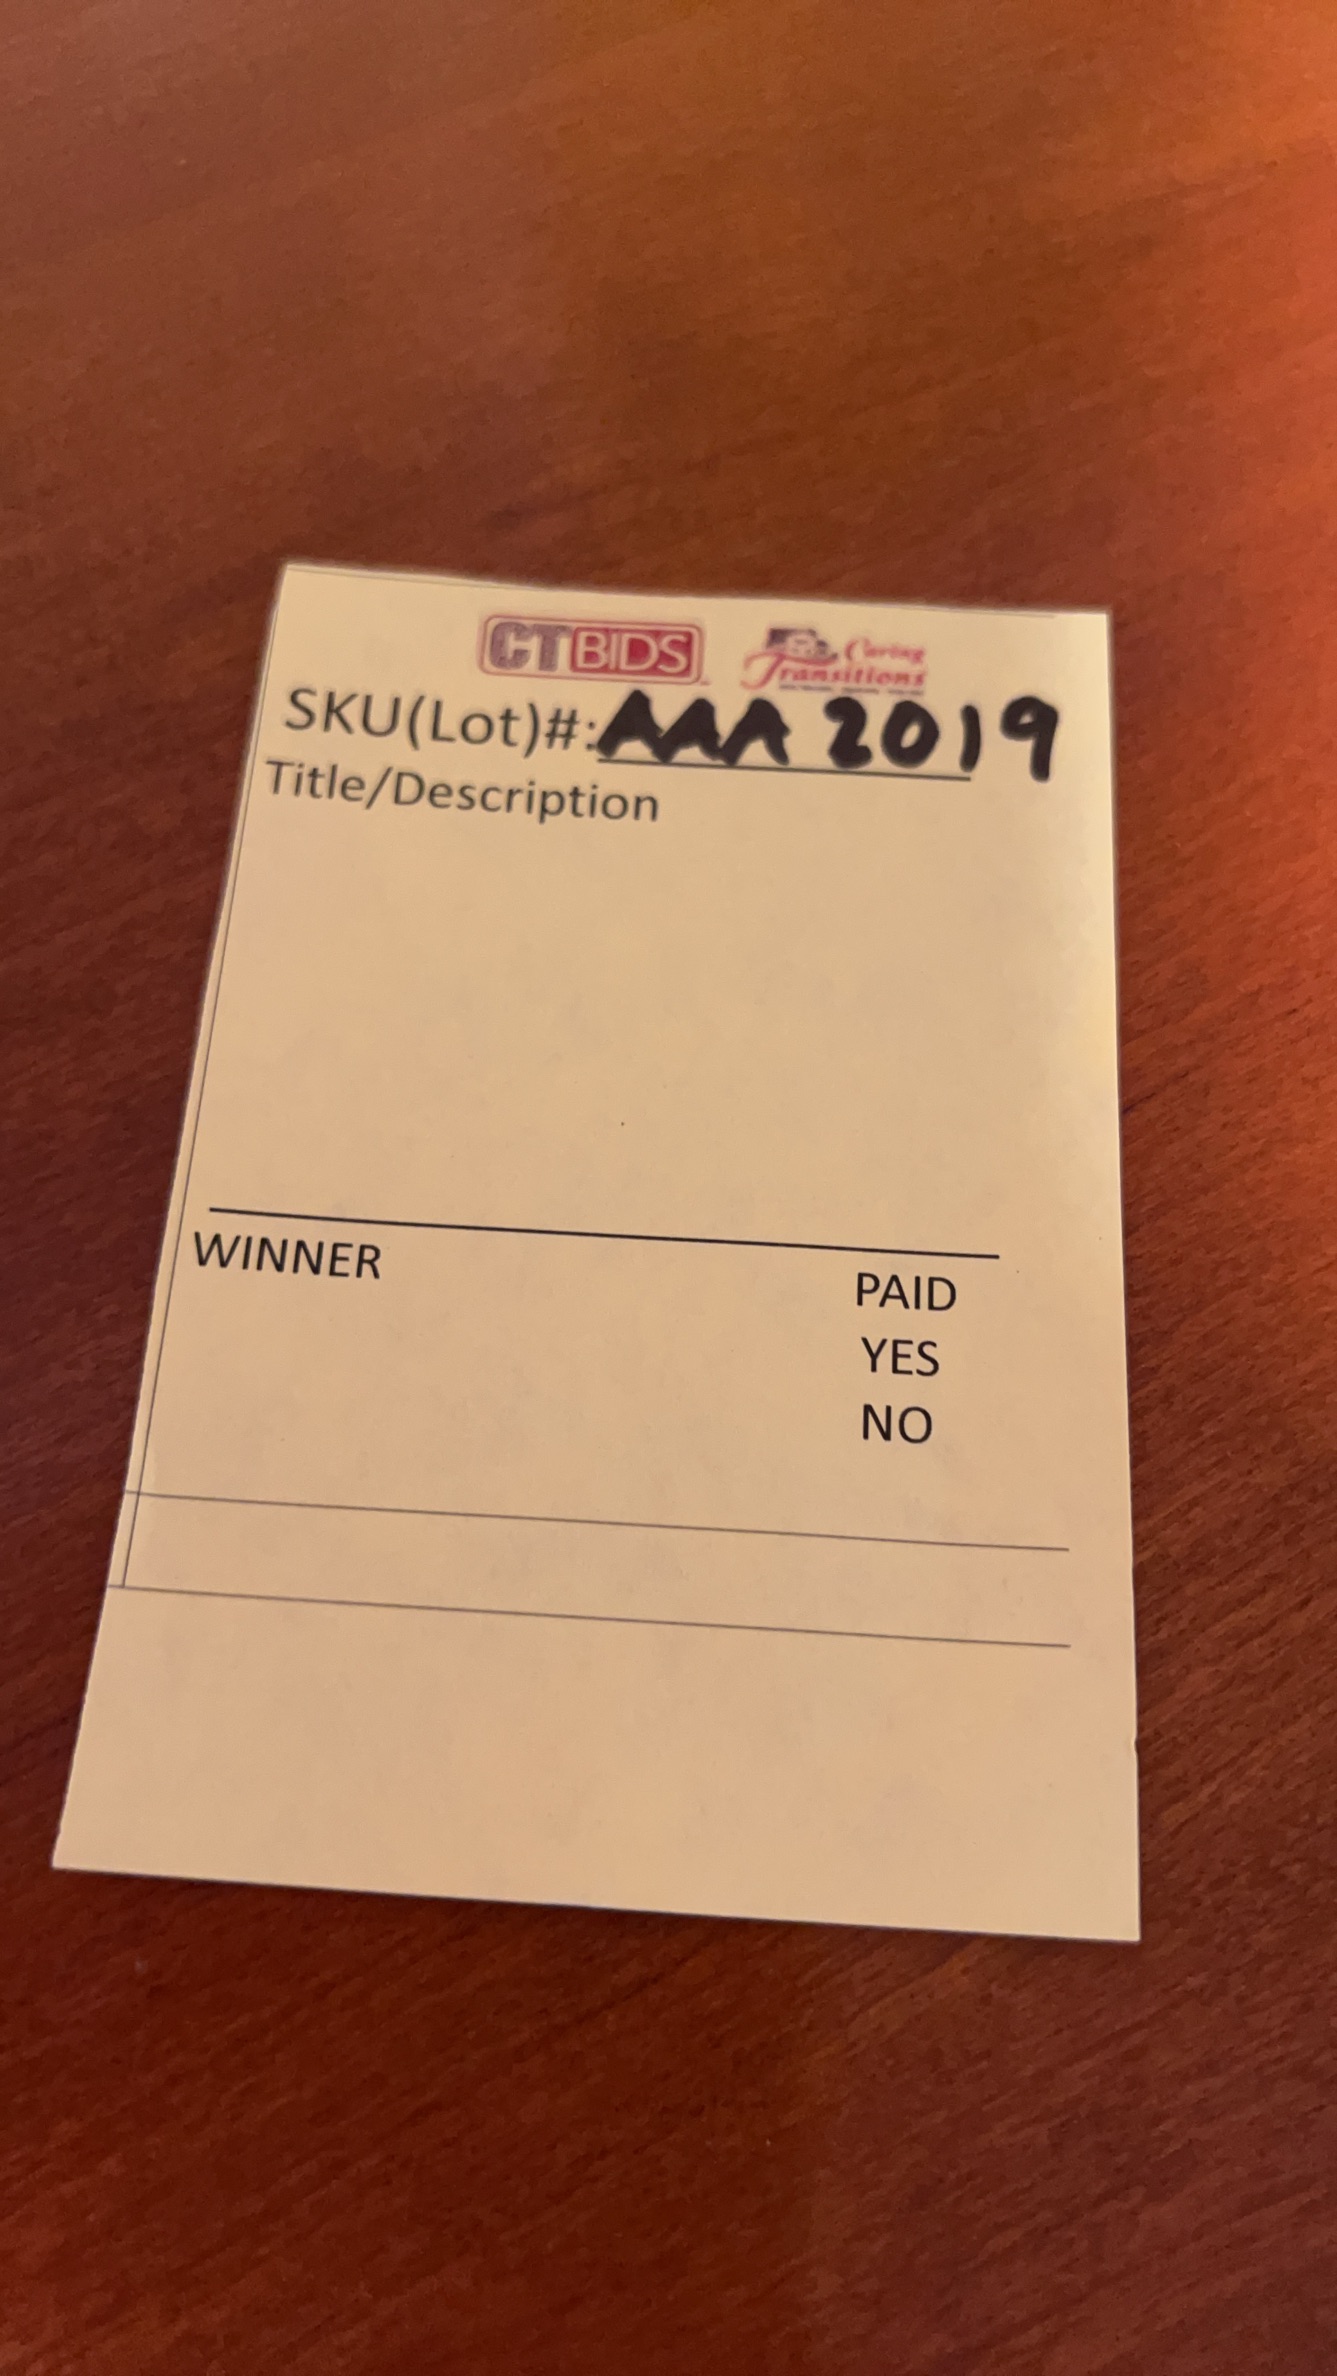 CTBIDS Caring Transitions
SKU(Lot)#: AAA 2019
Title/Description
WINNER
PAID
YES
NO